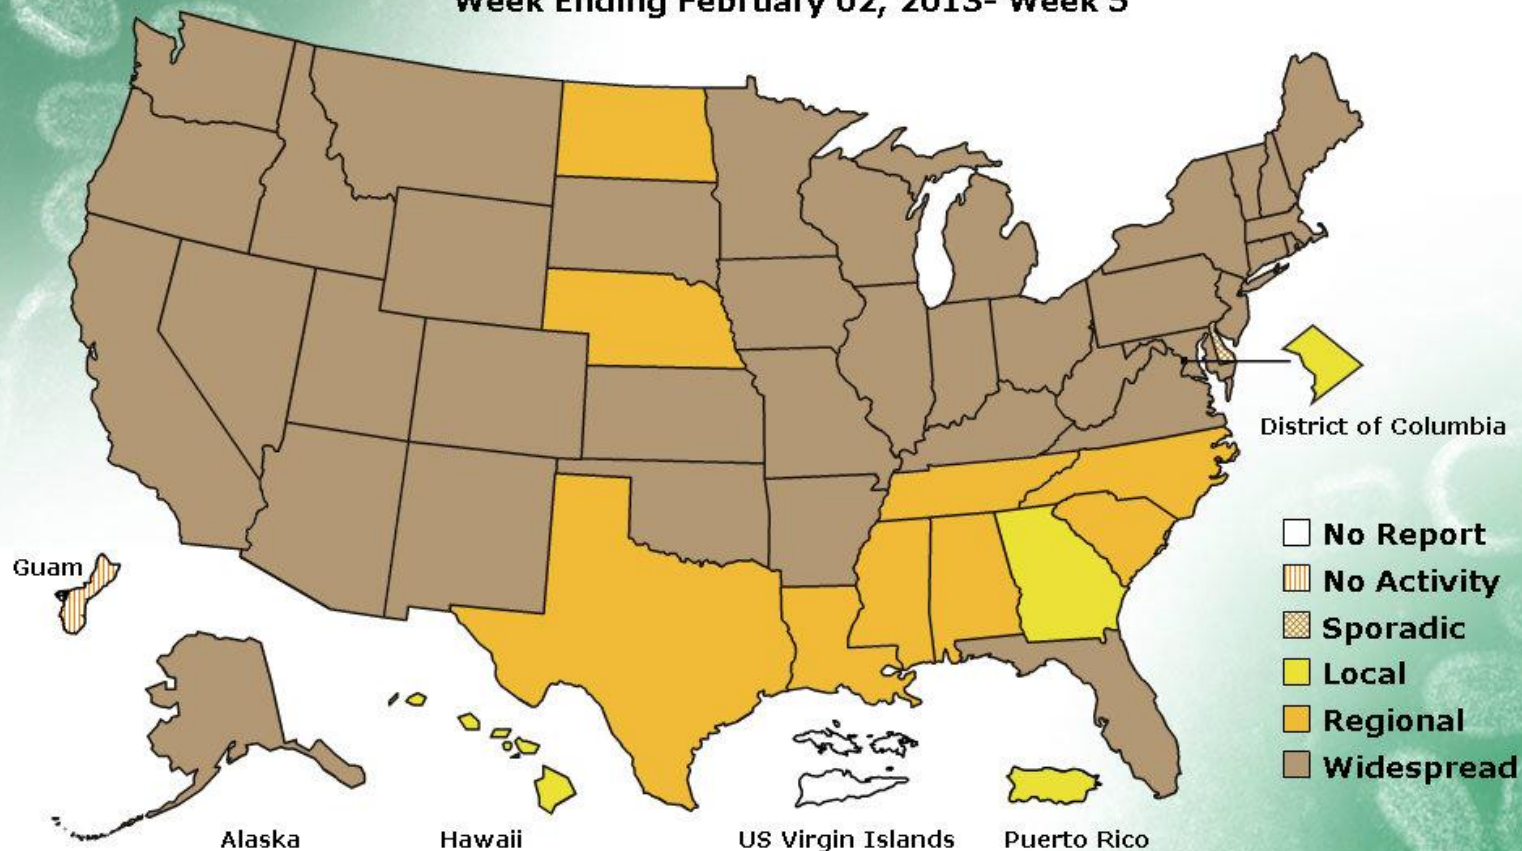 Week Ending February 02, 2013- Week 5
District of Columbia
No Report
Guam
No Activity
Sporadic
Local
Regional
Widespread
Alaska
Hawaii
US Virgin Islands
Puerto Rico